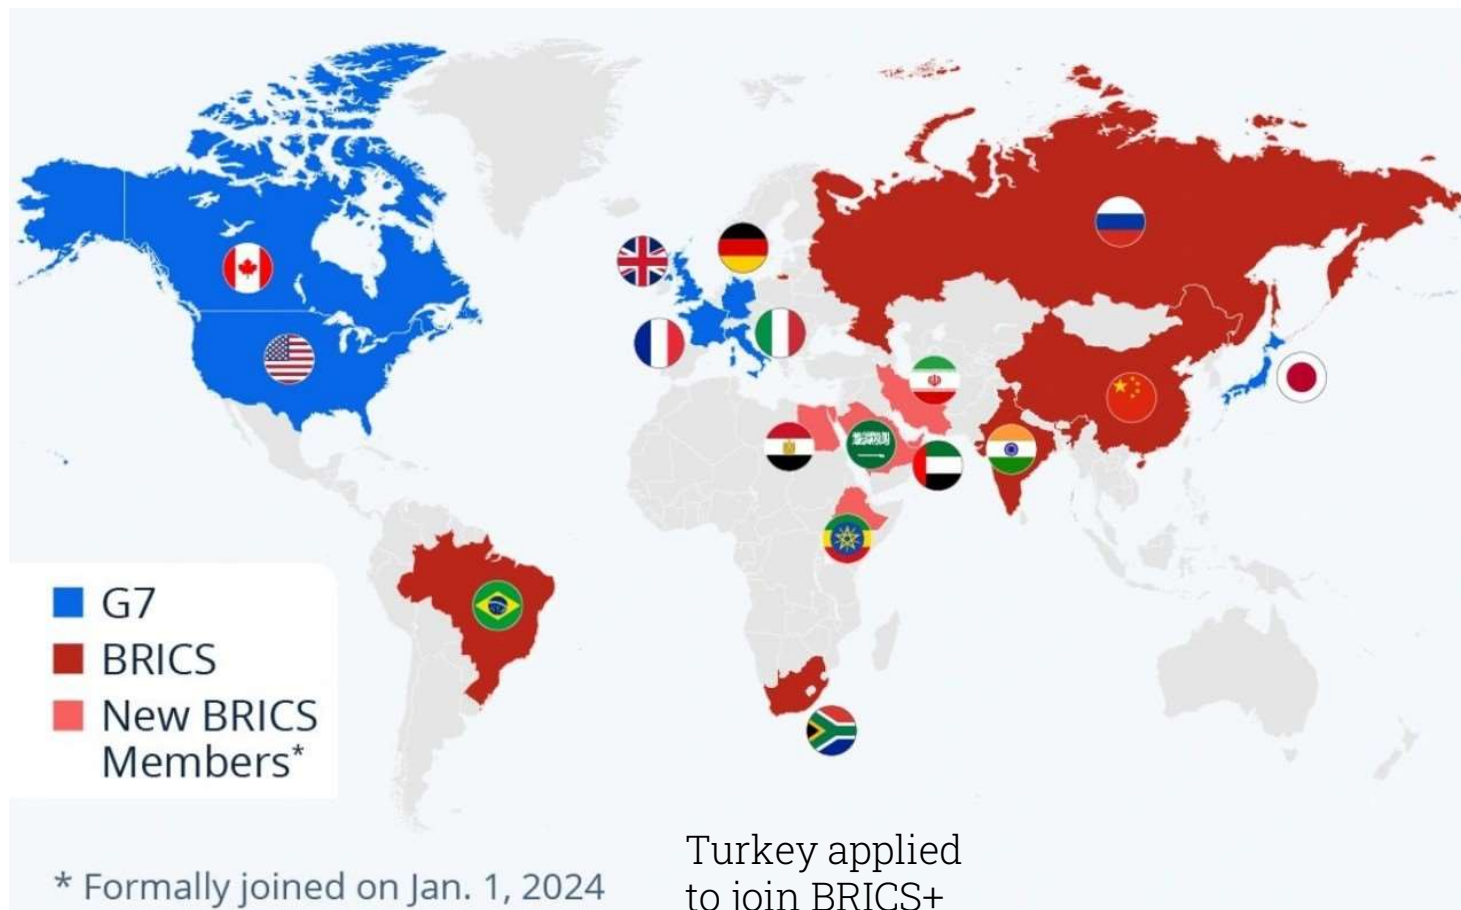 G7
BRICS
New BRICS
Members*
* Formally joined on Jan. 1, 2024
Turkey applied
to join BRICS+